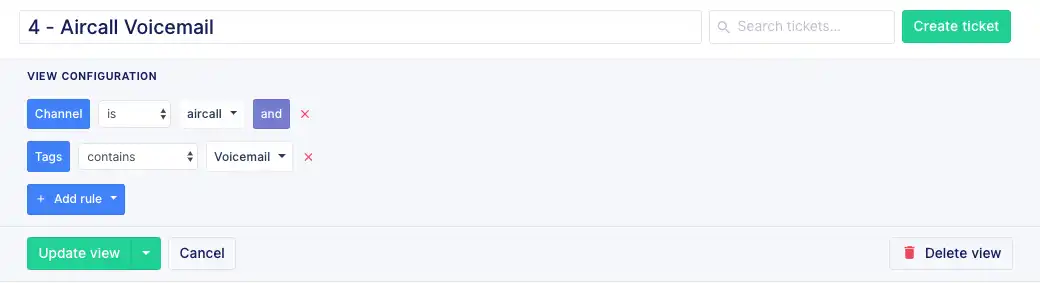 4 - Aircall Voicemail Search tickets... Create ticket
VIEW CONFIGURATION
Channel is aircall and
Tags contains Voicemail
+ Add rule
Update view Cancel Delete view